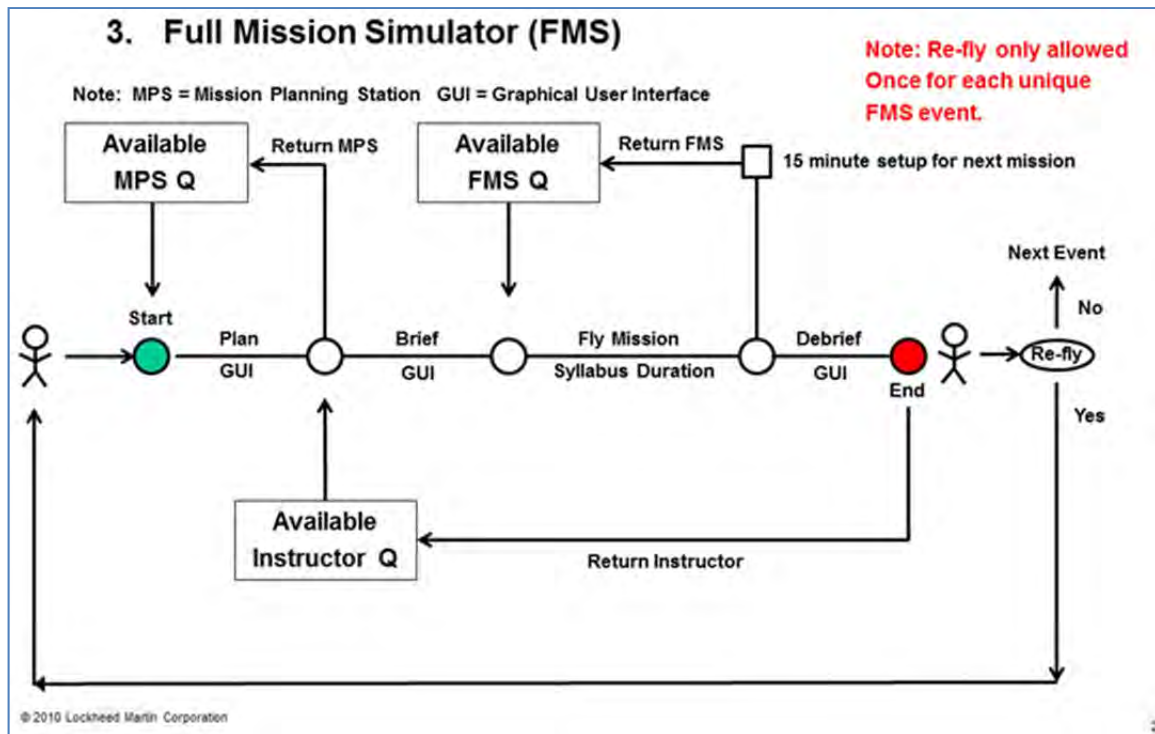 3. Full Mission Simulator (FMS)
Note: Re-fly only allowed
Once for each unique
FMS event.
Note: MPS = Mission Planning Station GUI = Graphical User Interface
Available
MPS Q
Return MPS
Available
FMS Q
Return FMS
15 minute setup for next mission
Next Event
No
Start
Plan
GUI
Brief
GUI
Fly Mission
Syllabus Duration
Debrief
GUI
End
Re-fly
Yes
Available
Instructor Q
Return Instructor
© 2010 Lockheed Martin Corporation